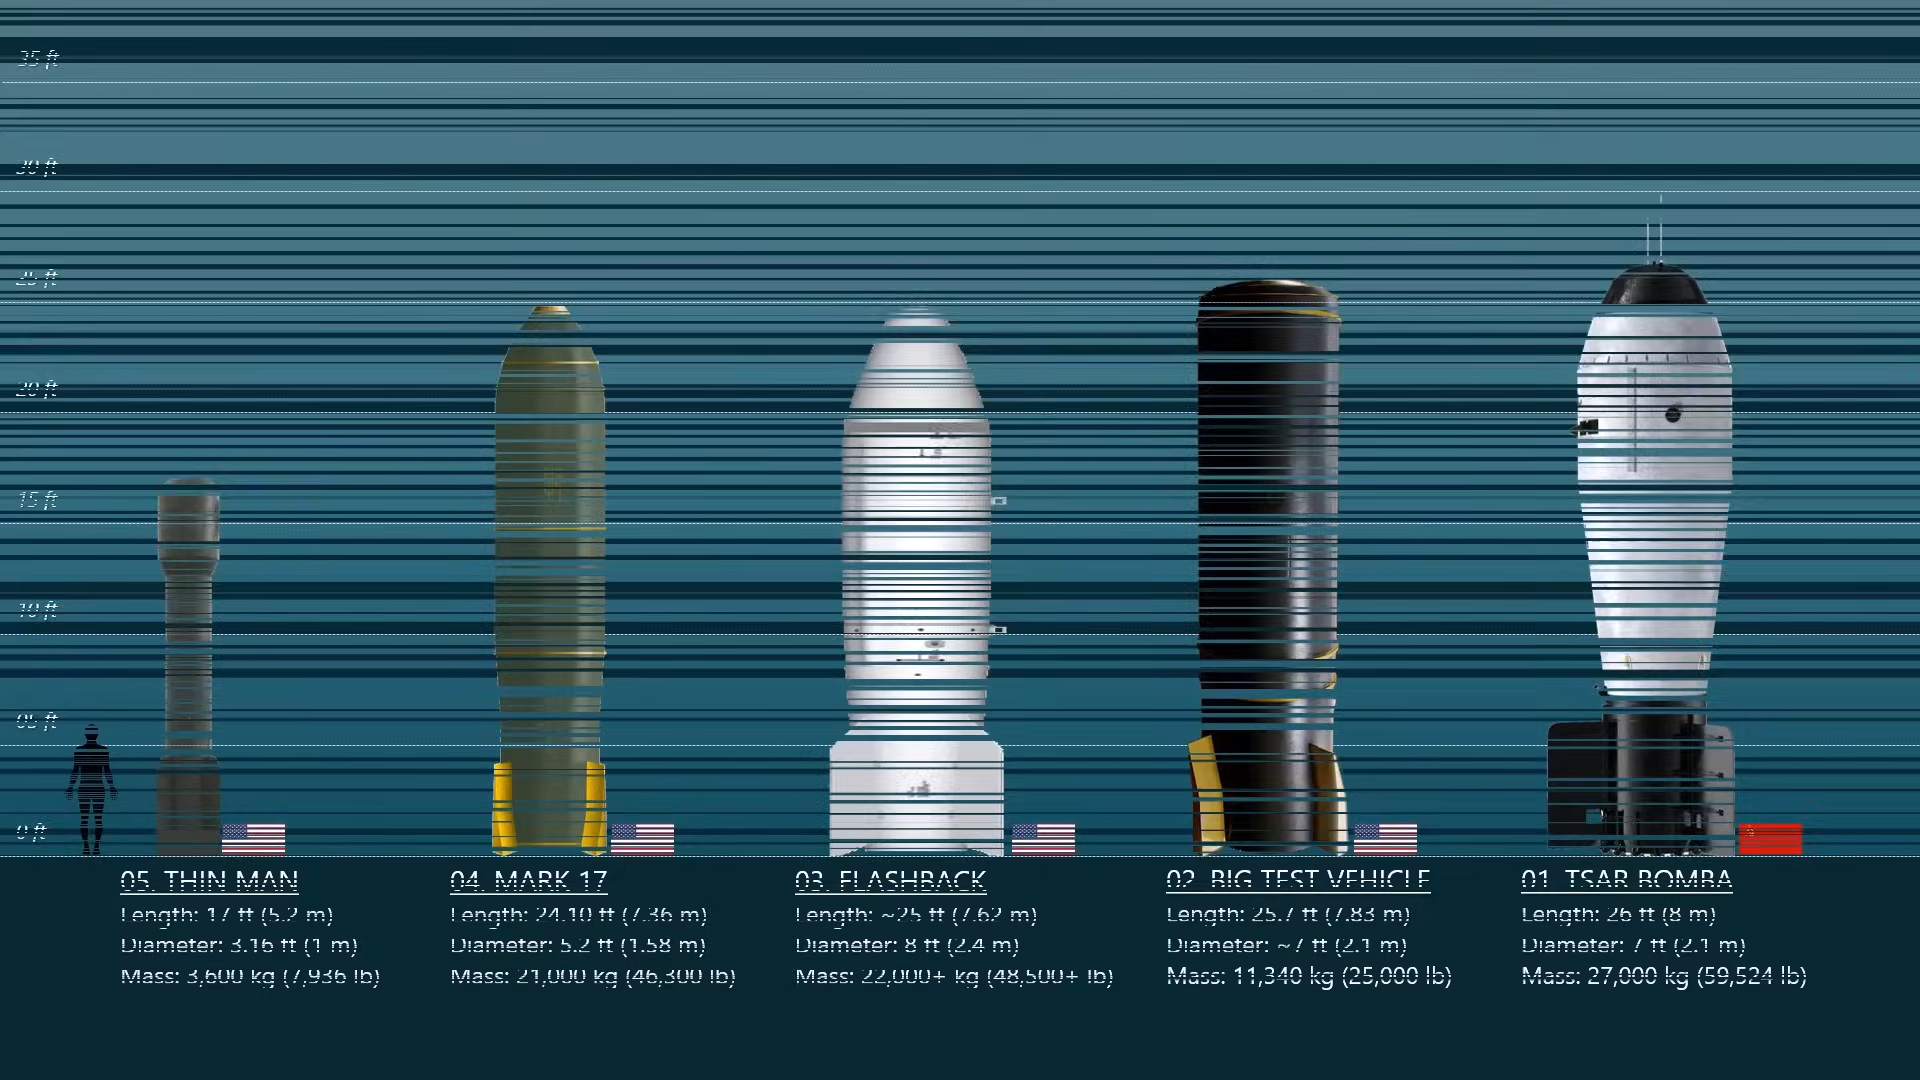 35 ft
30 ft
25 ft
20 ft
15 ft
10 ft
05 ft
0 ft
05. THIN MAN
Length: 17 ft (5.2 m)
Diameter: 3.16 ft (1 m)
Mass: 3,600 kg (7,936 lb)
04. MARK 17
Length: 24.10 ft (7.36 m)
Diameter: 5.2 ft (1.58 m)
Mass: 21,000 kg (46,300 lb)
03. FLASHBACK
Length: ~25 ft (7.62 m)
Diameter: 8 ft (2.4 m)
Mass: 22,000+ kg (48,500+ lb)
02. BIG TEST VEHICLE
Length: 25.7 ft (7.83 m)
Diameter: ~7 ft (2.1 m)
Mass: 11,340 kg (25,000 lb)
01. TSAR BOMBA
Length: 26 ft (8 m)
Diameter: 7 ft (2.1 m)
Mass: 27,000 kg (59,524 lb)